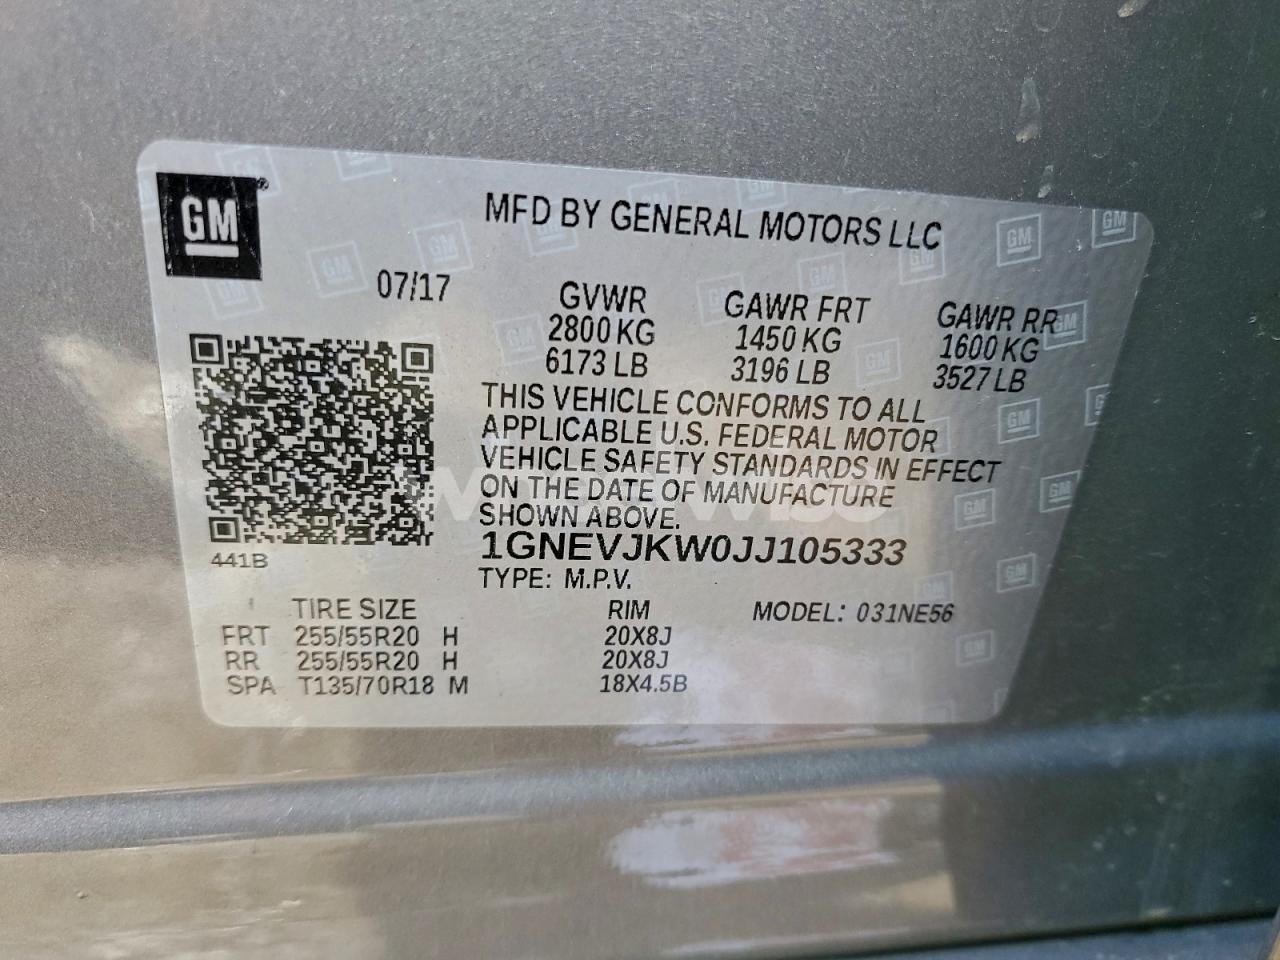 GM
MFD BY GENERAL MOTORS LLC
07/17
GVWR GAWR FRT GAWR RR
2800 KG 1450 KG 1600 KG
6173 LB 3196 LB 3527 LB
THIS VEHICLE CONFORMS TO ALL
APPLICABLE U.S. FEDERAL MOTOR
VEHICLE SAFETY STANDARDS IN EFFECT
ON THE DATE OF MANUFACTURE
SHOWN ABOVE.
441B
1GNEVJKW0JJ105333
TYPE: M.P.V.
TIRE SIZE RIM MODEL: 031NE56
FRT 255/55R20 H 20X8J
RR 255/55R20 H 20X8J
SPA T135/70R18 M 18X4.5B